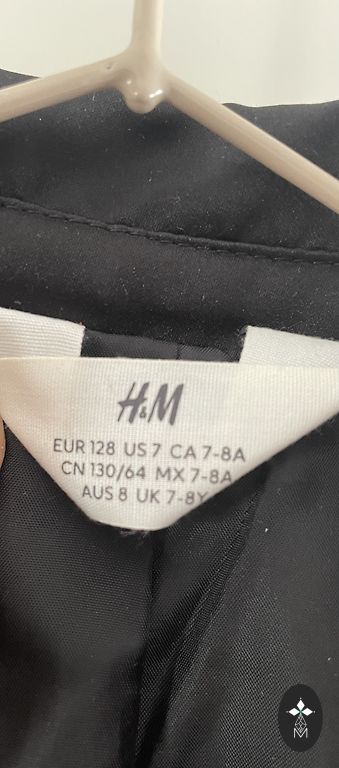 H&M
EUR 128 US 7 CA 7-8A
CN 130/64 MX 7-8A
AUS 8 UK 7-8Y
M